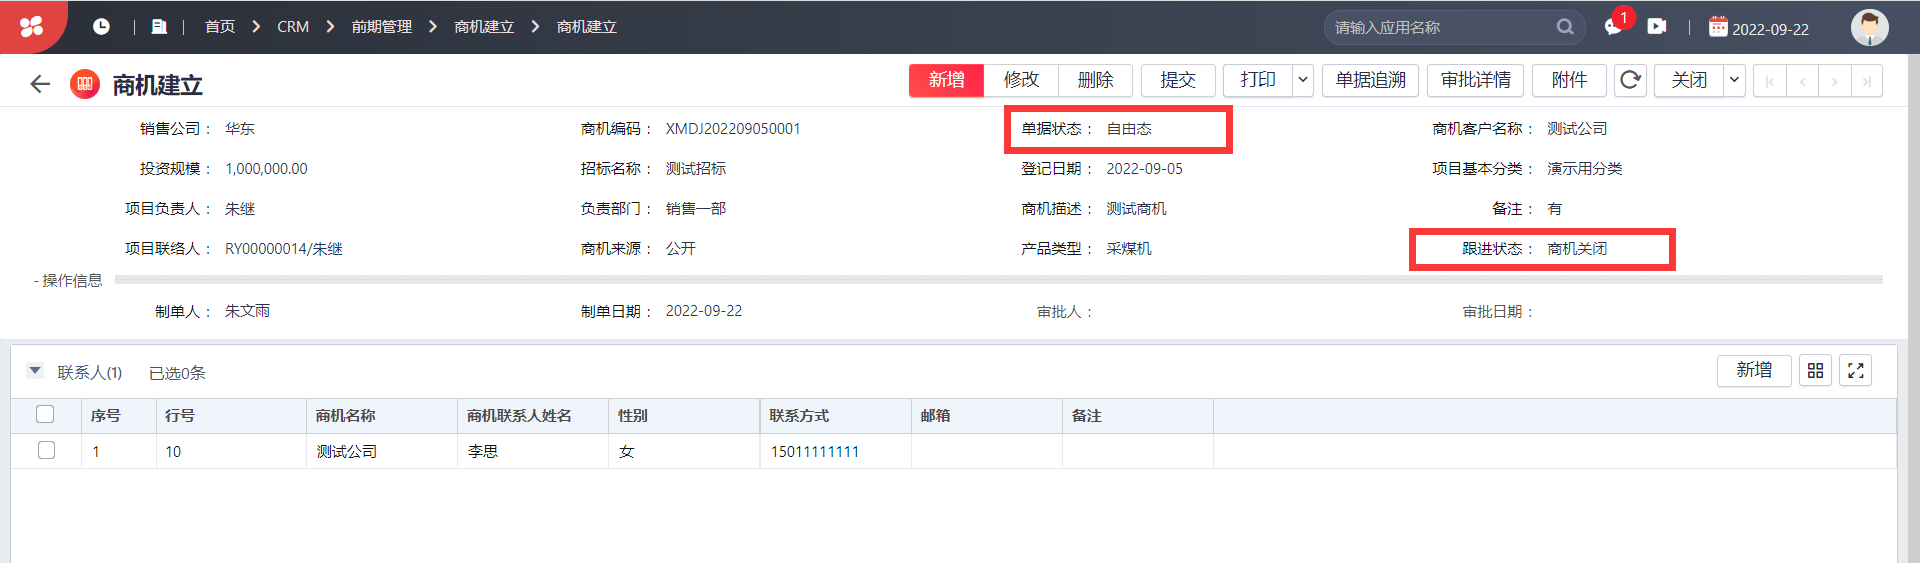 首页 CRM 前期管理 商机建立 商机建立 请输入应用名称 1 2022-09-22
商机建立 新增 修改 删除 提交 打印 单据追溯 审批详情 附件 关闭
销售公司： 华东 商机编码： XMDJ202209050001 单据状态： 自由态 商机客户名称： 测试公司
投资规模： 1,000,000.00 招标名称： 测试招标 登记日期： 2022-09-05 项目基本分类： 演示用分类
项目负责人： 朱继 负责部门： 销售一部 商机描述： 测试商机 备注： 有
项目联络人： RY00000014/朱继 商机来源： 公开 产品类型： 采煤机 跟进状态： 商机关闭
- 操作信息
制单人： 朱文雨 制单日期： 2022-09-22 审批人： 审批日期：
联系人(1) 已选0条 新增
序号 行号 商机名称 商机联系人姓名 性别 联系方式 邮箱 备注
1 10 测试公司 李思 女 15011111111